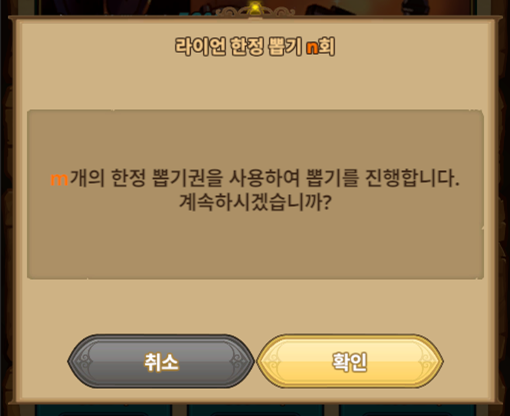 라이언 한정 뽑기 n회
m개의 한정 뽑기권을 사용하여 뽑기를 진행합니다.
계속하시겠습니까?
취소
확인